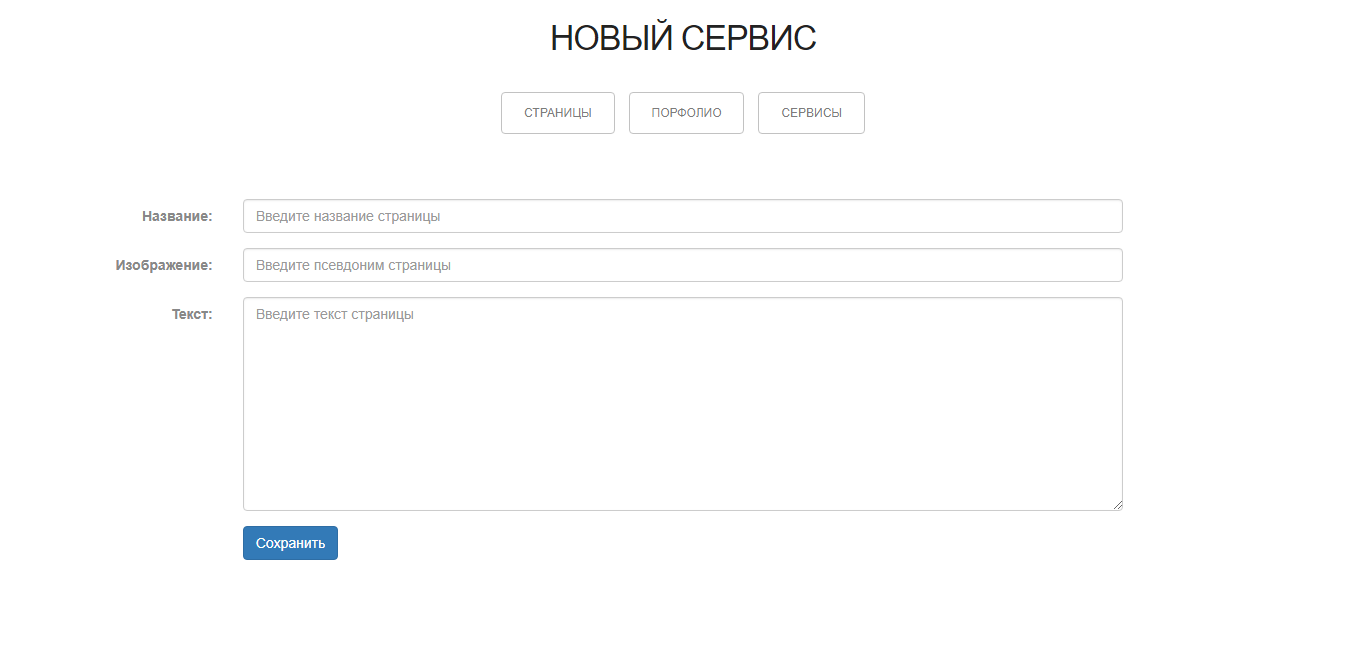 НОВЫЙ СЕРВИС
СТРАНИЦЫ ПОРФОЛИО СЕРВИСЫ
Название: Введите название страницы
Изображение: Введите псевдоним страницы
Текст: Введите текст страницы
Сохранить